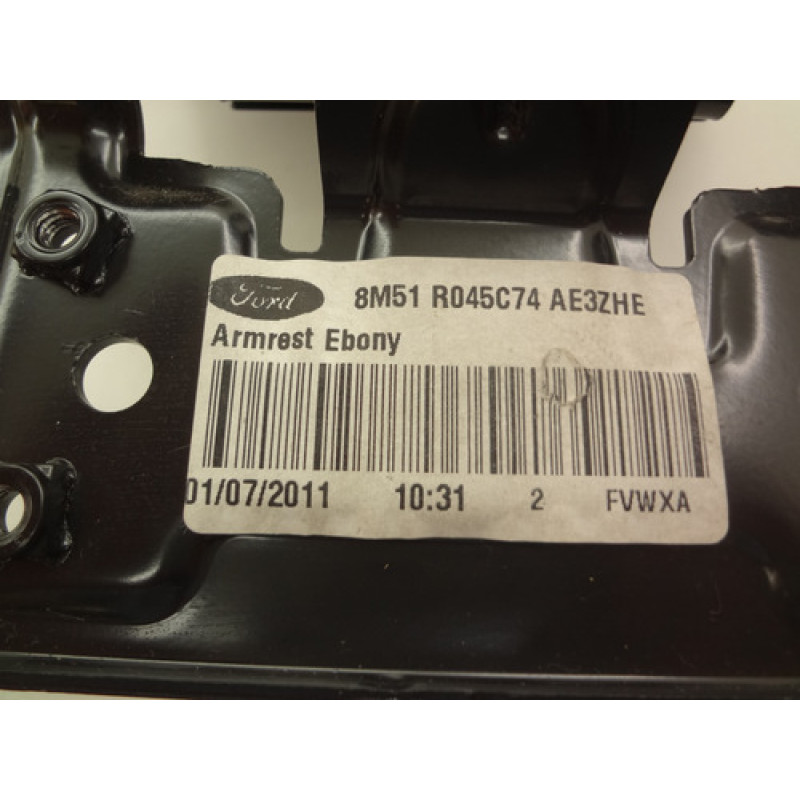 Ford 8M51 R045C74 AE3ZHE
Armrest Ebony
01/07/2011 10:31 2 FVWXA